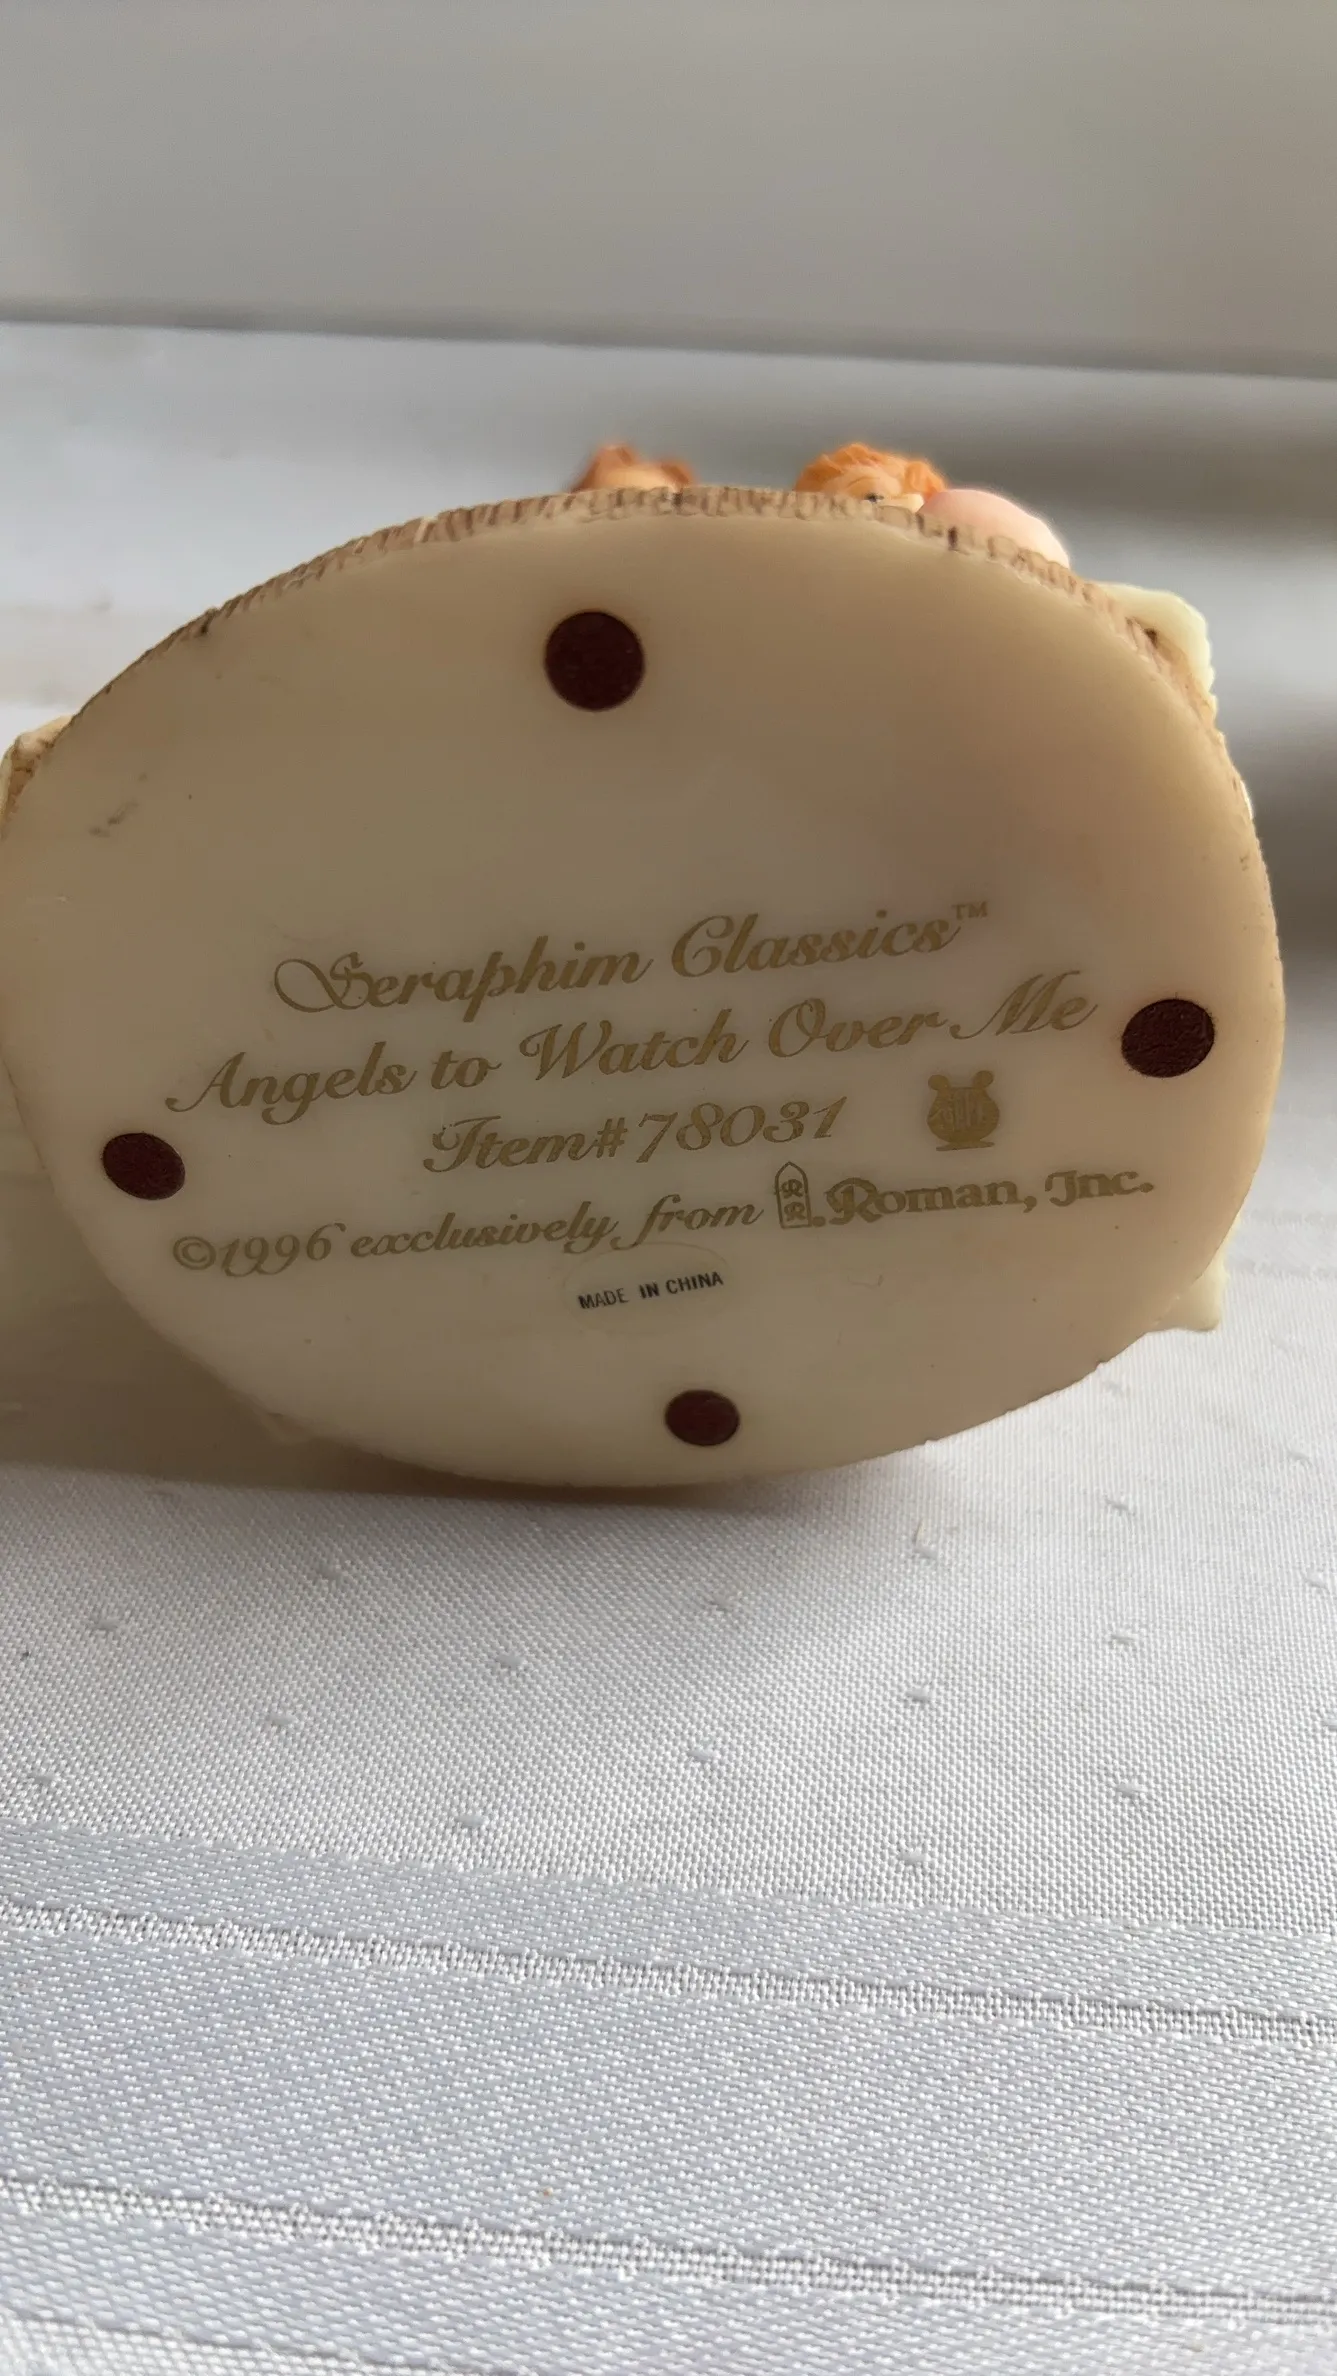 Seraphim Classics™
Angels to Watch Over Me
Item# 78031
©1996 exclusively from Roman, Inc.
MADE IN CHINA